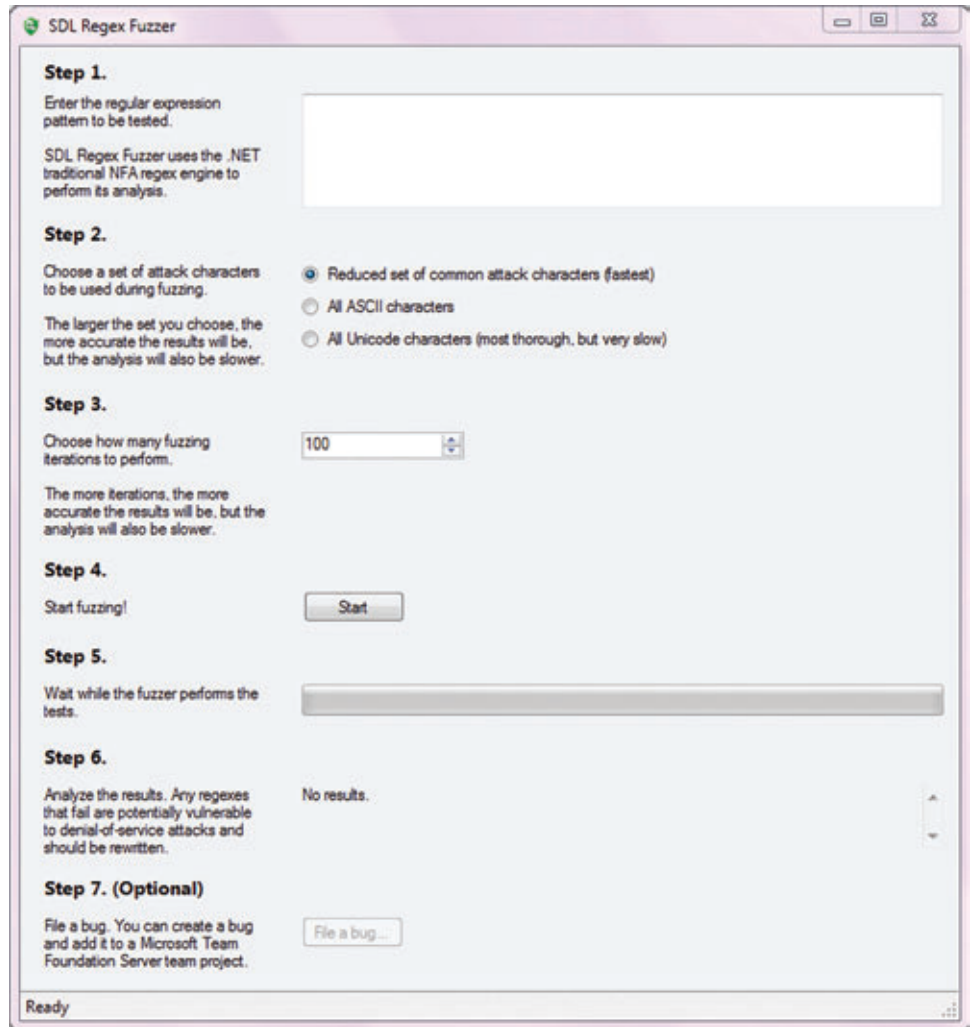 SDL Regex Fuzzer
Step 1.
Enter the regular expression
pattern to be tested.
SDL Regex Fuzzer uses the .NET
traditional NFA regex engine to
perform its analysis.
Step 2.
Choose a set of attack characters
to be used during fuzzing.
The larger the set you choose, the
more accurate the results will be,
but the analysis will also be slower.
Reduced set of common attack characters (fastest)
All ASCII characters
All Unicode characters (most thorough, but very slow)
Step 3.
Choose how many fuzzing
iterations to perform.
The more iterations, the more
accurate the results will be, but the
analysis will also be slower.
100
Step 4.
Start fuzzing!
Start
Step 5.
Wait while the fuzzer performs the
tests.
Step 6.
Analyze the results. Any regexes
that fail are potentially vulnerable
to denial-of-service attacks and
should be rewritten.
No results.
Step 7. (Optional)
File a bug. You can create a bug
and add it to a Microsoft Team
Foundation Server team project.
File a bug...
Ready